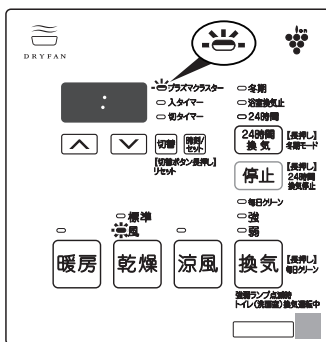 ion
DRYFAN
プラズマクラスター
入タイマー
切タイマー
冬期
浴室換気止
24時間
切替
時刻/
セット
【切替ボタン長押し】
リセット
24時間
換気
【長押し】
冬期モード
停止
【長押し】
24時間
換気停止
毎日クリーン
強
弱
標準
風
暖房
乾燥
涼風
換気
【長押し】
毎日クリーン
強弱ランプ点滅時
トイレ(洗面室)換気運転中